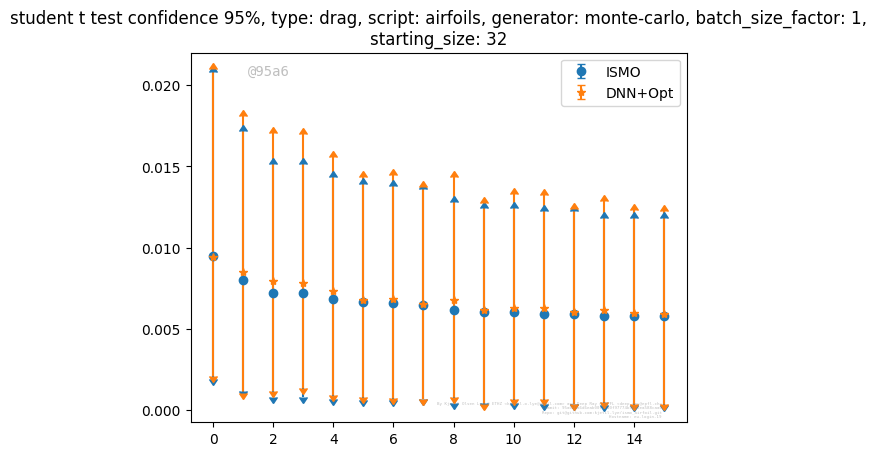 student t test confidence 95%, type: drag, script: airfoils, generator: monte-carlo, batch_size_factor: 1,
starting_size: 32
@95a6
ISMO
DNN+Opt
0.020
0.015
0.010
0.005
0.000
0 2 4 6 8 10 12 14